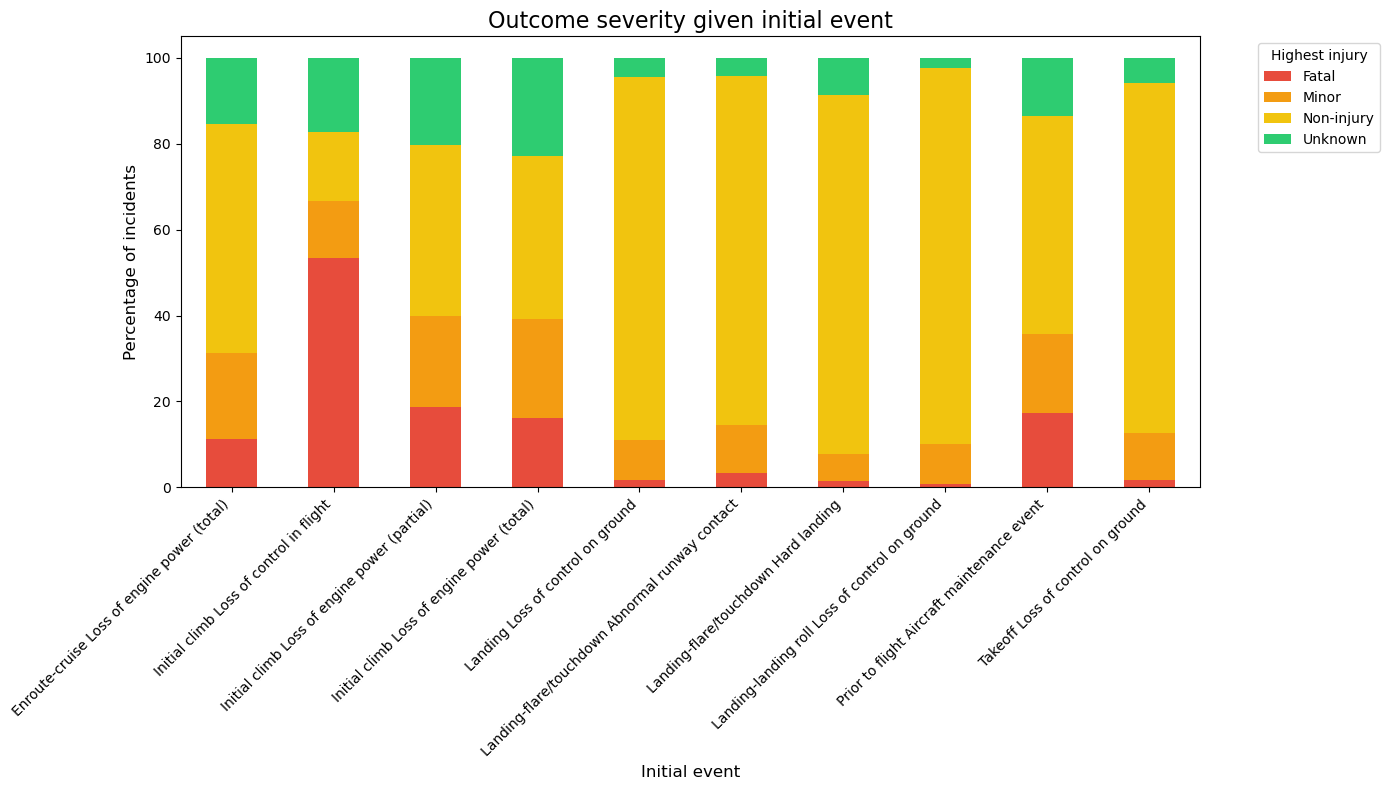 Outcome severity given initial event
Highest injury
Fatal
Minor
Non-injury
Unknown
Percentage of incidents
100
80
60
40
20
0
Enroute-cruise Loss of engine power (total)
Initial climb Loss of control in flight
Initial climb Loss of engine power (partial)
Initial climb Loss of engine power (total)
Landing Loss of control on ground
Landing-flare/touchdown Abnormal runway contact
Landing-flare/touchdown Hard landing
Landing-landing roll Loss of control on ground
Prior to flight Aircraft maintenance event
Takeoff Loss of control on ground
Initial event